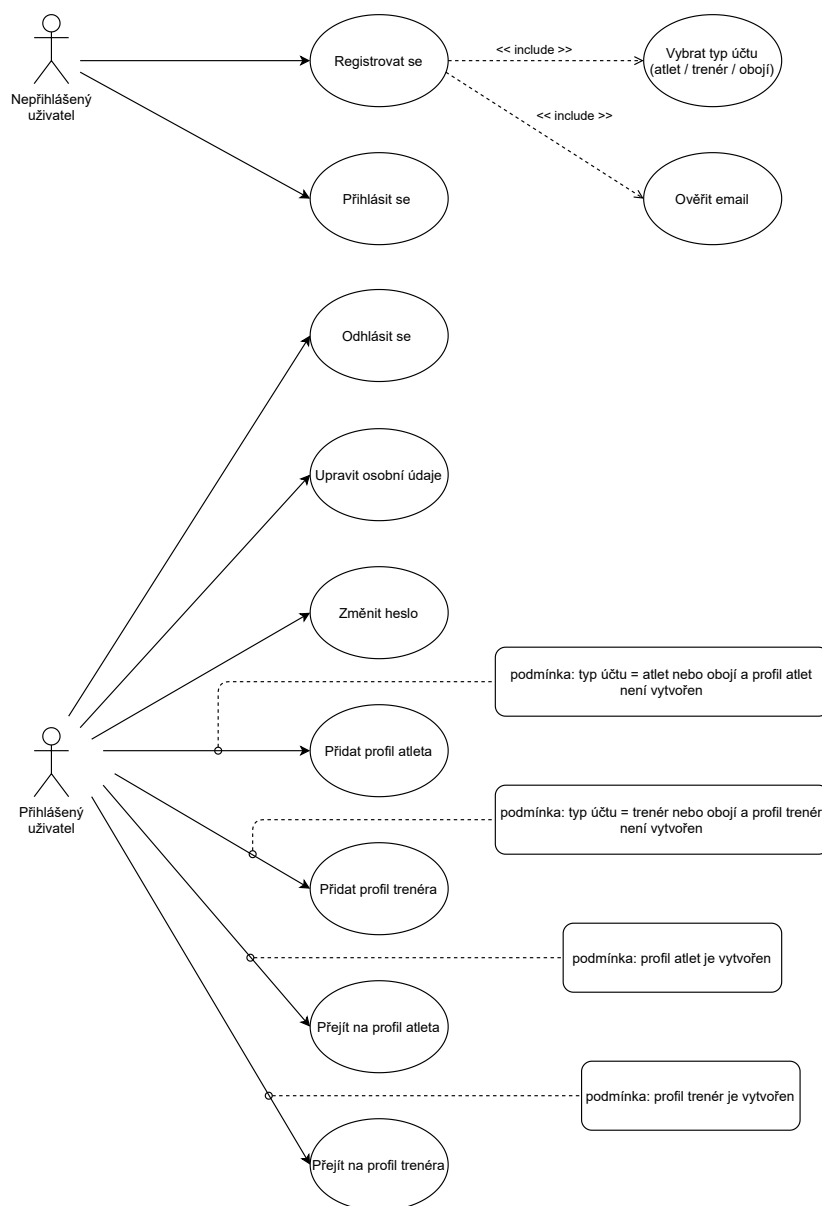 Nepřihlášený
uživatel
Registrovat se
<< include >>
Vybrat typ účtu
(atlet / trenér / obojí)
<< include >>
Přihlásit se
Ověřit email
Odhlásit se
Upravit osobní údaje
Změnit heslo
podmínka: typ účtu = atlet nebo obojí a profil atlet
není vytvořen
Přihlášený
uživatel
Přidat profil atleta
podmínka: typ účtu = trenér nebo obojí a profil trenér
není vytvořen
Přidat profil trenéra
podmínka: profil atlet je vytvořen
Přejít na profil atleta
podmínka: profil trenér je vytvořen
Přejít na profil trenéra